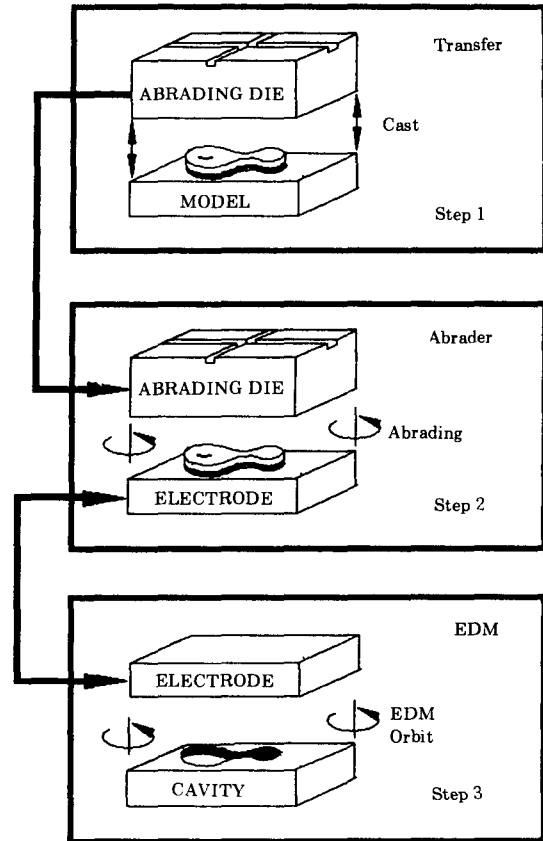 Transfer
ABRADING DIE
Cast
MODEL
Step 1
Abrader
ABRADING DIE
Abrading
ELECTRODE
Step 2
EDM
ELECTRODE
EDM
Orbit
CAVITY
Step 3